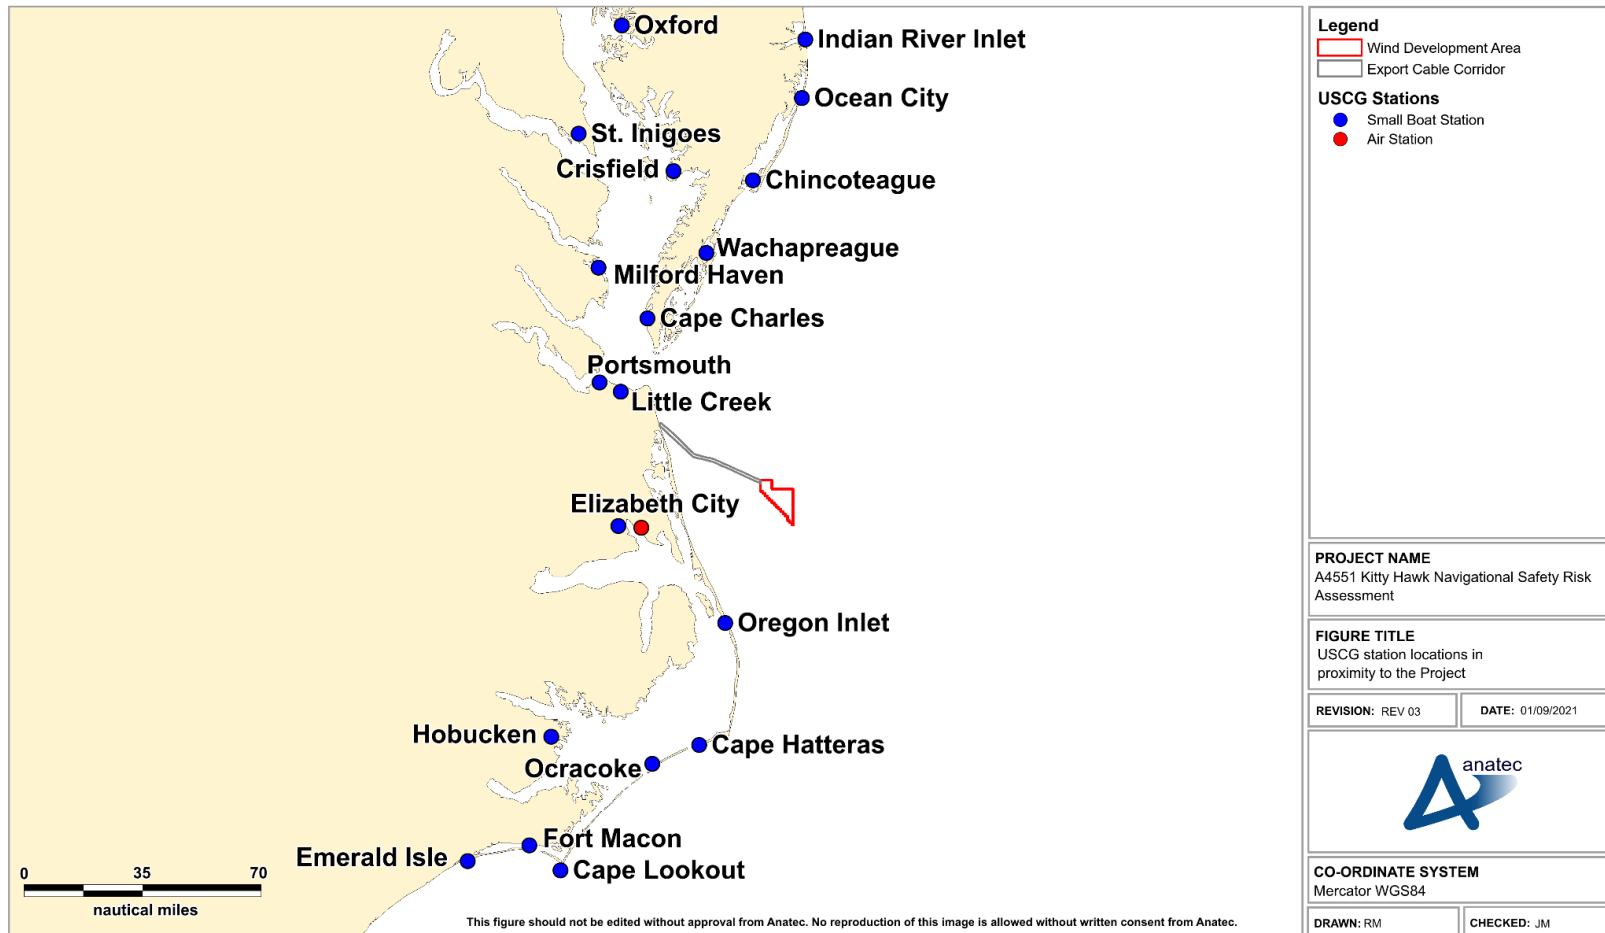 Oxford
Indian River Inlet
Ocean City
St. Inigoes
Crisfield
Chincoteague
Wachapreague
Milford Haven
Cape Charles
Portsmouth
Little Creek
Elizabeth City
Oregon Inlet
Hobucken
Cape Hatteras
Ocracoke
Fort Macon
Emerald Isle
Cape Lookout
0 35 70
nautical miles
This figure should not be edited without approval from Anatec. No reproduction of this image is allowed without written consent from Anatec.
Legend
Wind Development Area
Export Cable Corridor
USCG Stations
Small Boat Station
Air Station
PROJECT NAME
A4551 Kitty Hawk Navigational Safety Risk
Assessment
FIGURE TITLE
USCG station locations in
proximity to the Project
REVISION: REV 03
DATE: 01/09/2021
anatec
CO-ORDINATE SYSTEM
Mercator WGS84
DRAWN: RM
CHECKED: JM